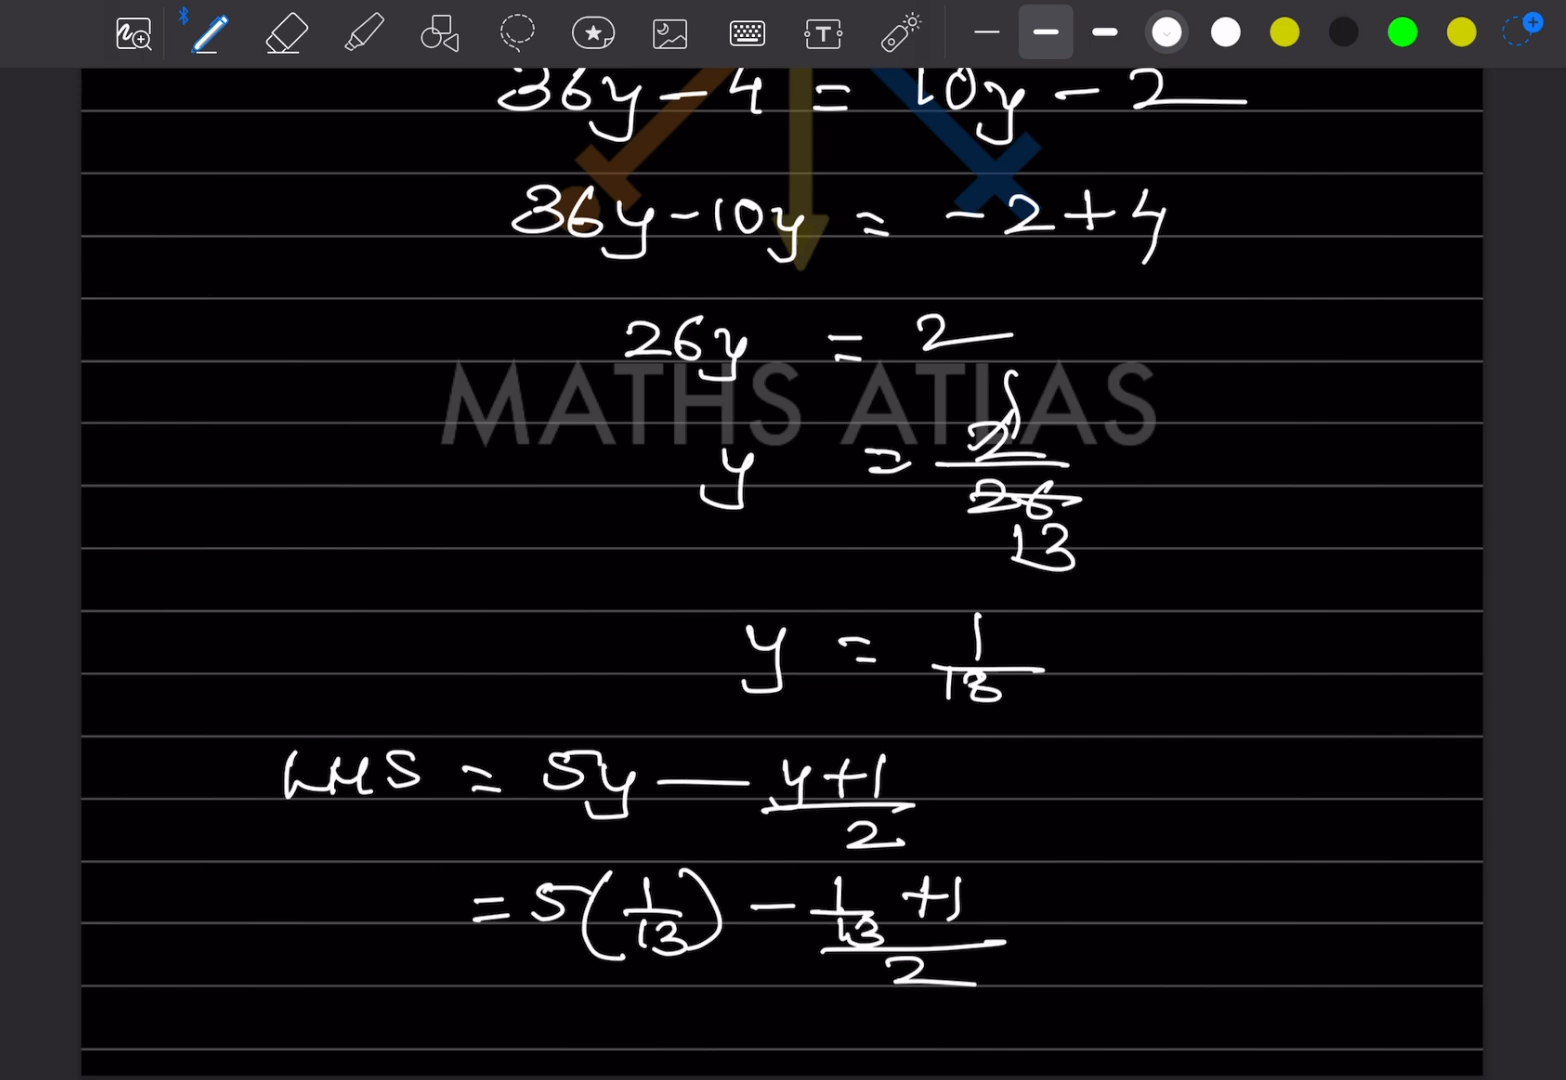 36y - 4 = 10y - 2
36y - 10y = -2 + 4
26y = 2
MATHS ATLAS
1
y = 2/26
13
y = 1/13
LHS = 5y - (y+1)/2
= 5(1/13) - (1/13 + 1)/2